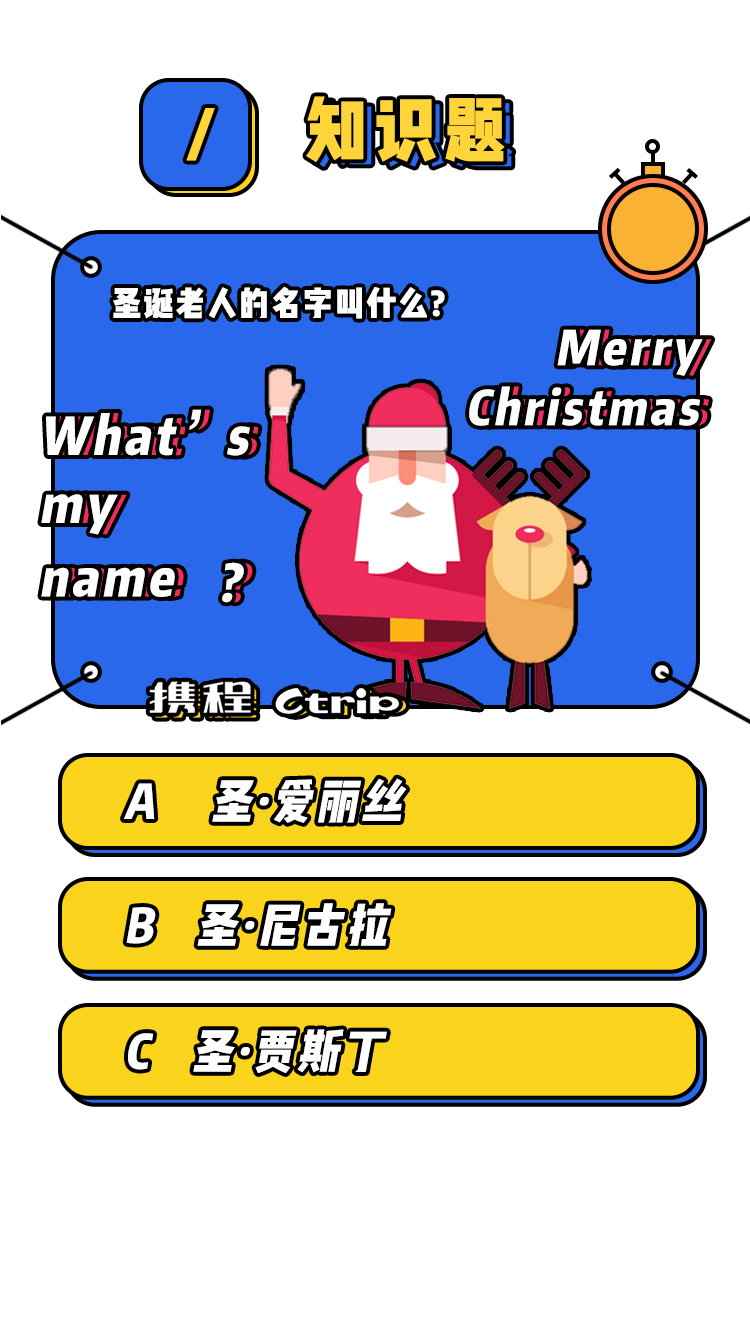 / 知识题
圣诞老人的名字叫什么?
Merry
Christmas
What's
my
name ?
携程 Ctrip
A 圣·爱丽丝
B 圣·尼古拉
C 圣·贾斯丁